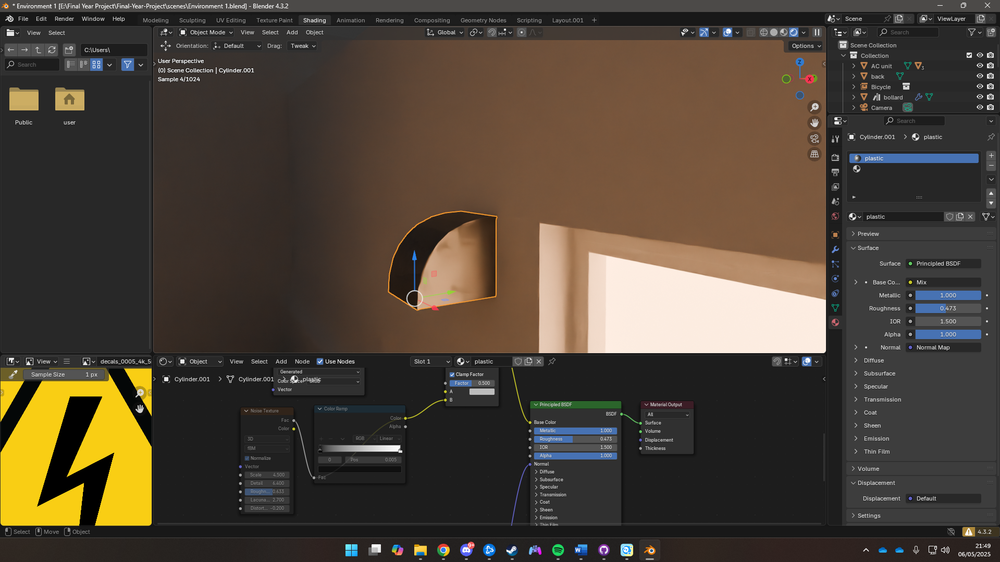 * Environment 1 [E:\Final Year Project\Final-Year-Project\scenes\Environment 1.blend] - Blender 4.3.2
File Edit Render Window Help
Modeling Sculpting UV Editing Texture Paint Shading Animation Rendering Compositing Geometry Nodes Scripting Layout.001 +
Scene
ViewLayer
View Select
C:\Users\
Search
Public
user
Object Mode View Select Add Object
Global
Orientation: Default Drag: Tweak
Options
User Perspective
(0) Scene Collection | Cylinder.001
Sample 4/1024
Z
X
Search
Scene Collection
Collection
AC unit 3
back
Bicycle
bollard
Camera
Search
Cylinder.001 > plastic
plastic
plastic
Preview
Surface
Surface Principled BSDF
Base Co... Mix
Metallic 1.000
Roughness 0.473
IOR 1.500
Alpha 1.000
Normal Normal Map
Diffuse
Subsurface
Specular
Transmission
Coat
Sheen
Emission
Thin Film
Volume
Displacement
Displacement Default
Settings
View
decals_0005_4k_5
Sample Size 1 px
Object View Select Add Node Use Nodes
Slot 1
plastic
Cylinder.001 > Cylinder.001 > plastic
Generated
Color Space sRGB
Vector
Clamp Factor
Factor 0.500
A
B
Noise Texture
Fac
Color
3D
fBM
Normalize
Vector
Scale 4.500
Detail 6.400
Roughn... 0.633
Lacuna... 2.700
Distort... -0.200
Color Ramp
Color
Alpha
RGB Linear
0 Pos 0.005
Fac
Principled BSDF
BSDF
Base Color
Metallic 1.000
Roughness 0.473
IOR 1.500
Alpha 1.000
Normal
Diffuse
Subsurface
Specular
Transmission
Coat
Sheen
Emission
Thin Film
Material Output
All
Surface
Volume
Displacement
Thickness
Select Move Object
4.3.2
9+
21:49
06/05/2025